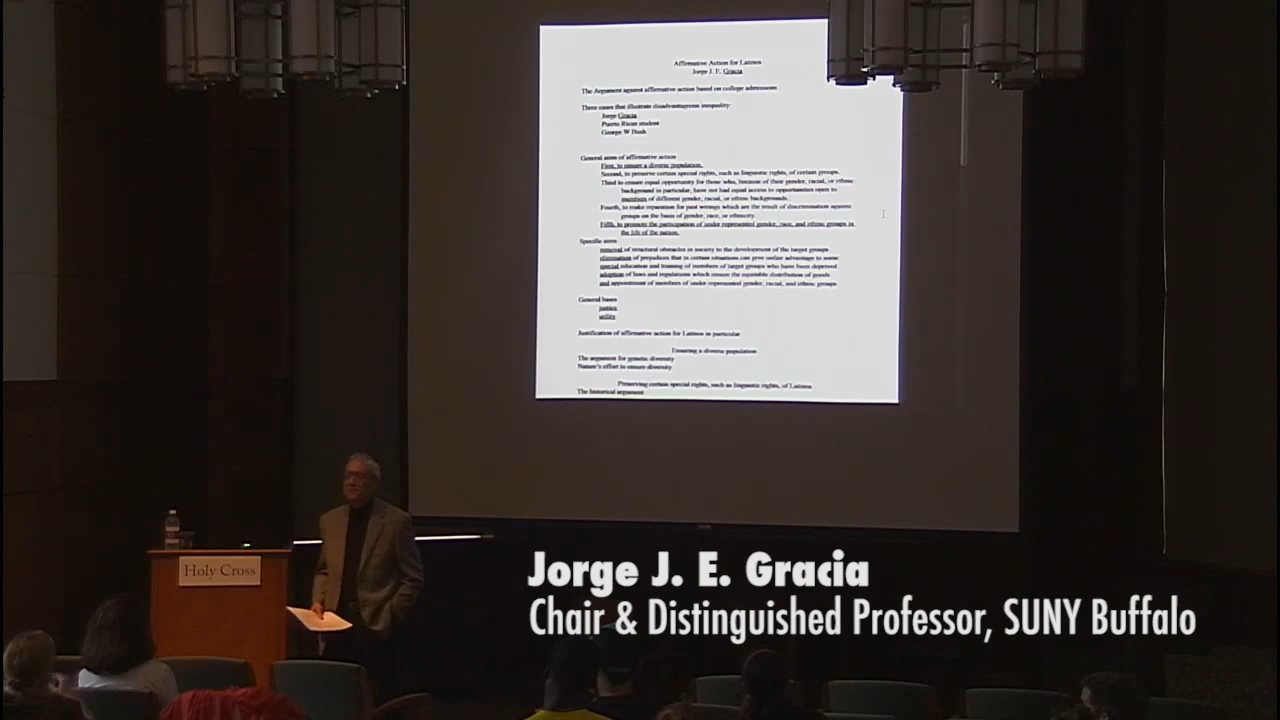 Affirmative Action for Latinos
Jorge J. E. Gracia
The Argument against affirmative action based on college admissions
Three cases that illustrate disadvantageous inequality:
Jorge Gracia
Puerto Rican student
George W Bush
General aims of affirmative action
First, to ensure a diverse population.
Second, to preserve certain special rights, such as linguistic rights, of certain groups.
Third to ensure equal opportunity for those who, because of their gender, racial, or ethnic
background in particular, have not had equal access to opportunities open to
members of different gender, racial, or ethnic backgrounds.
Fourth, to make reparation for past wrongs which are the result of discrimination against
groups on the basis of gender, race, or ethnicity.
Fifth, to promote the participation of under represented gender, race, and ethnic groups in
the life of the nation.
Specific aims
removal of structural obstacles in society to the development of the target groups
elimination of prejudices that in certain situations can give unfair advantage to some
special education and training of members of target groups who have been deprived
adoption of laws and regulations which ensure the equitable distribution of goods
and appointment of members of under represented gender, racial, and ethnic groups
General bases
justice
utility
Justification of affirmative action for Latinos in particular
Ensuring a diverse population
The argument for genetic diversity
Nature's effort to ensure diversity
Preserving certain special rights, such as linguistic rights, of Latinos
The historical argument
Holy Cross
Jorge J. E. Gracia
Chair & Distinguished Professor, SUNY Buffalo